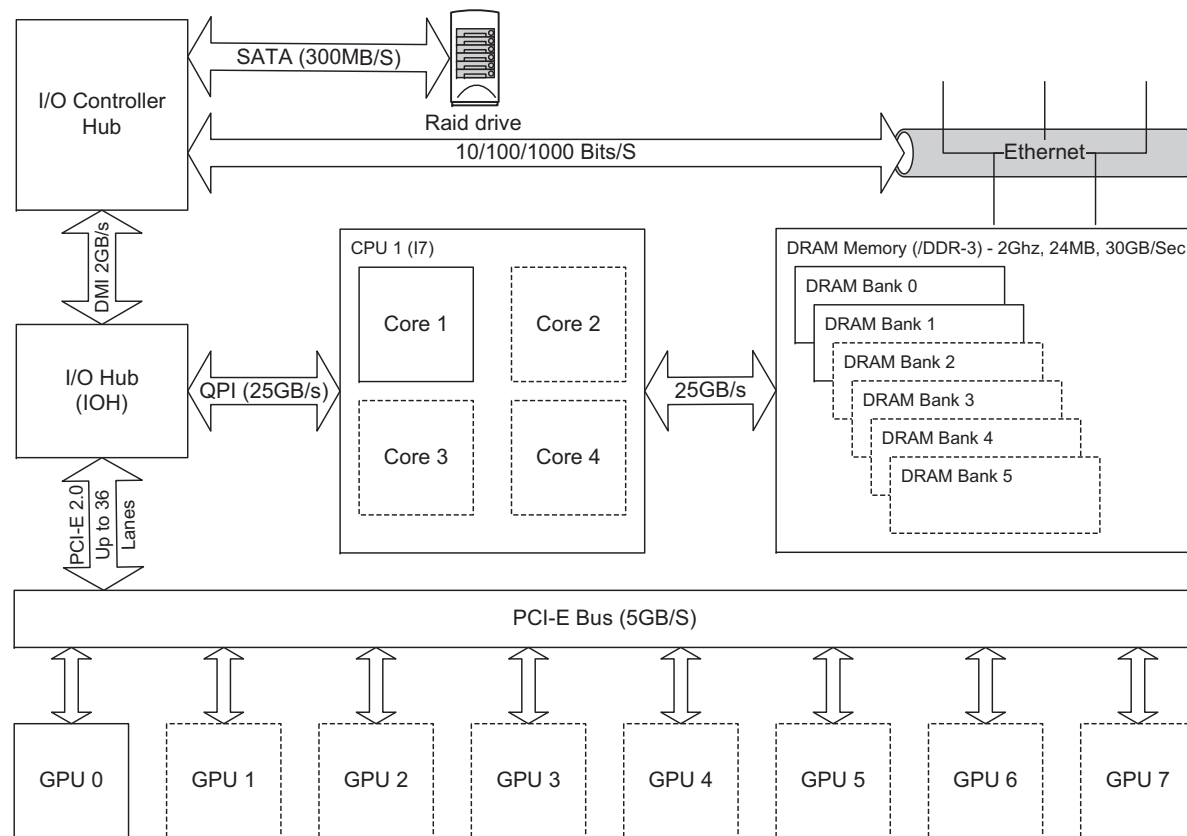 SATA (300MB/S)
I/O Controller
Hub
Raid drive
10/100/1000 Bits/S
Ethernet
DMI 2GB/s
CPU 1 (I7)
DRAM Memory (/DDR-3) - 2Ghz, 24MB, 30GB/Sec
Core 1
Core 2
DRAM Bank 0
DRAM Bank 1
DRAM Bank 2
I/O Hub
(IOH)
QPI (25GB/s)
25GB/s
DRAM Bank 3
Core 3
Core 4
DRAM Bank 4
DRAM Bank 5
PCI-E 2.0
Up to 36
Lanes
PCI-E Bus (5GB/S)
GPU 0
GPU 1
GPU 2
GPU 3
GPU 4
GPU 5
GPU 6
GPU 7